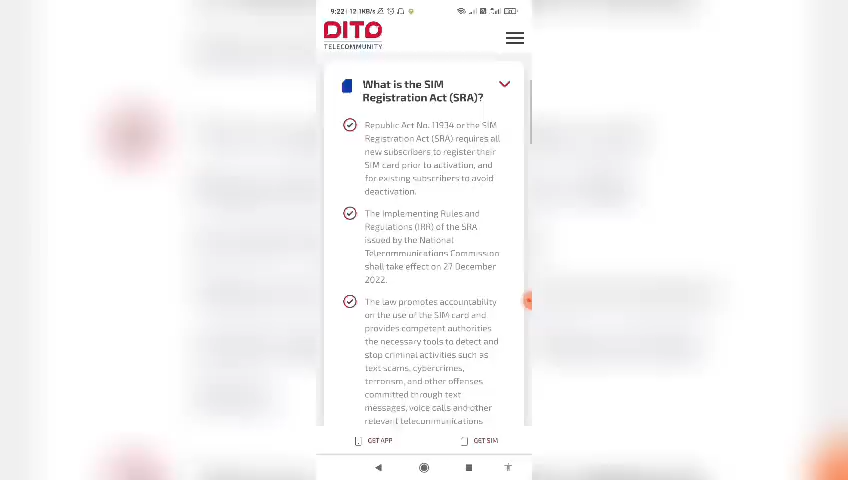 9:22 12.1KB/s
DITO
TELECOMMUNITY
What is the SIM
Registration Act (SRA)?
Republic Act No. 11934 or the SIM
Registration Act (SRA) requires all
new subscribers to register their
SIM card prior to activation, and
for existing subscribers to avoid
deactivation.
The Implementing Rules and
Regulations (IRR) of the SRA
issued by the National
Telecommunications Commission
shall take effect on 27 December
2022.
The law promotes accountability
on the use of the SIM card and
provides competent authorities
the necessary tools to detect and
stop criminal activities such as
text scams, cybercrimes,
terrorism, and other offenses
committed through text
messages, voice calls and other
relevant telecommunications
GET APP GET SIM